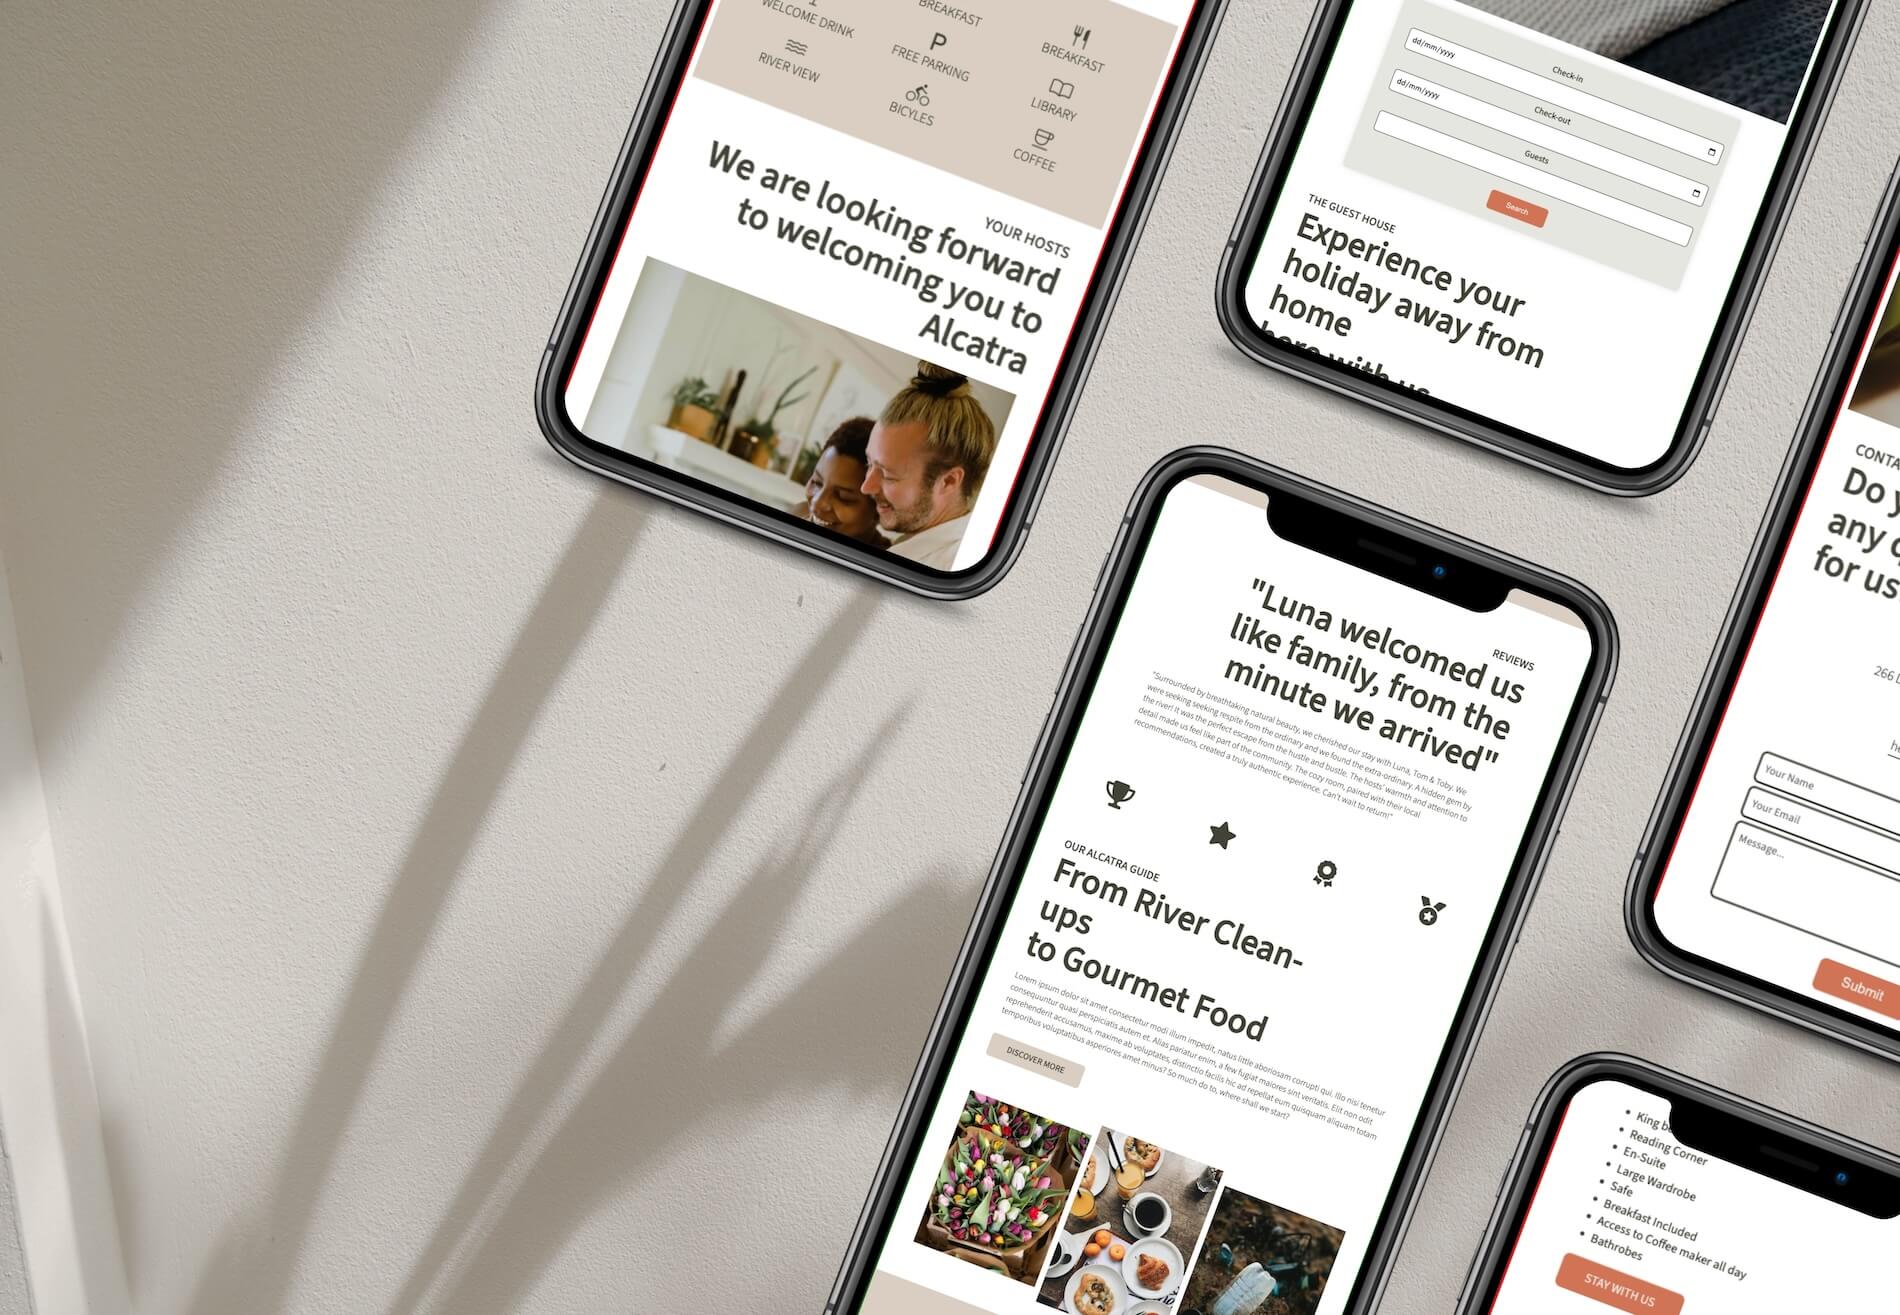 WELCOME DRINK
BREAKFAST
BREAKFAST
RIVER VIEW
P
FREE PARKING
LIBRARY
BICYLES
COFFEE
YOUR HOSTS
We are looking forward
to welcoming you to
Alcatra
dd/mm/yyyy
Check-in
dd/mm/yyyy
Check-out
Guests
Search
THE GUEST HOUSE
Experience your
holiday away from
home
here with us
REVIEWS
"Luna welcomed us
like family, from the
minute we arrived"
"Surrounded by breathtaking natural beauty, we cherished our stay with Luna, Tom & Toby. We
were seeking seeking respite from the ordinary and we found the extra-ordinary. A hidden gem by
the river! It was the perfect escape from the hustle and bustle. The hosts' warmth and attention to
detail made us feel like part of the community. The cozy room, paired with their local
recommendations, created a truly authentic experience. Can't wait to return!"
OUR ALCATRA GUIDE
From River Clean-
ups
to Gourmet Food
Lorem ipsum dolor sit amet consectetur modi illum impedit, natus little aboriosam corrupti qui. Illo nisi tenetur
consequuntur quasi perspiciatis autem et. Alias pariatur enim, a few fugiat maiores sint veritatis. Elit non odit
reprehenderit accusamus, maxime ab voluptates, distinctio facilis hic ad repellat eum quisquam aliquam totam
temporibus voluptatibus asperiores amet minus? So much do to, where shall we start?
DISCOVER MORE
CONTA
Do y
any q
for us
266 L
he
Your Name
Your Email
Message...
Submit
King be
Reading Corner
En-Suite
Large Wardrobe
Safe
Breakfast Included
Access to Coffee maker all day
Bathrobes
STAY WITH US